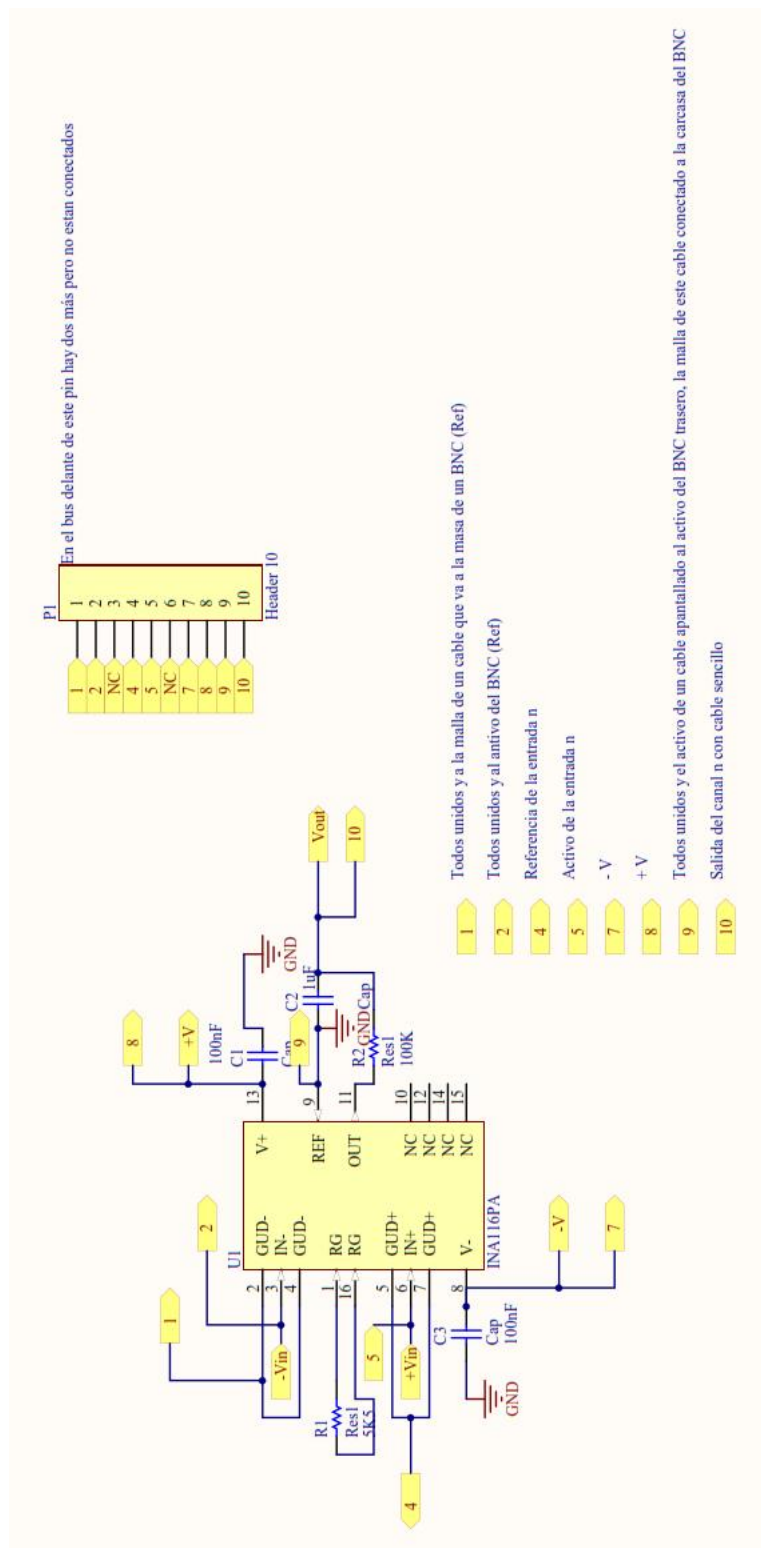 P1
1
2
NC
4
5
NC
7
8
9
10
1
2
3
4
5
6
7
8
9
10
Header 10
En el bus delante de este pin hay dos más pero no estan conectados
1
2
8
+V
100nF
C1
Cap
GND
U1
2 GUD-
3 IN-
4 GUD-
-Vin
V+ 13
REF 9
9
OUT 11
C2
1uF
Cap
GND
R2
Res1
100K
Vout
10
R1
Res1
5K5
1 RG
16 RG
5
5 GUD+
6 IN+
7 GUD+
+Vin
4
NC 10
NC 12
NC 14
NC 15
8 V-
INA116PA
C3
Cap
100nF
GND
-V
7
1 Todos unidos y a la malla de un cable que va a la masa de un BNC (Ref)
2 Todos unidos y al antivo del BNC (Ref)
4 Referencia de la entrada n
5 Activo de la entrada n
7 - V
8 + V
9 Todos unidos y el activo de un cable apantallado al activo del BNC trasero, la malla de este cable conectado a la carcasa del BNC
10 Salida del canal n con cable sencillo